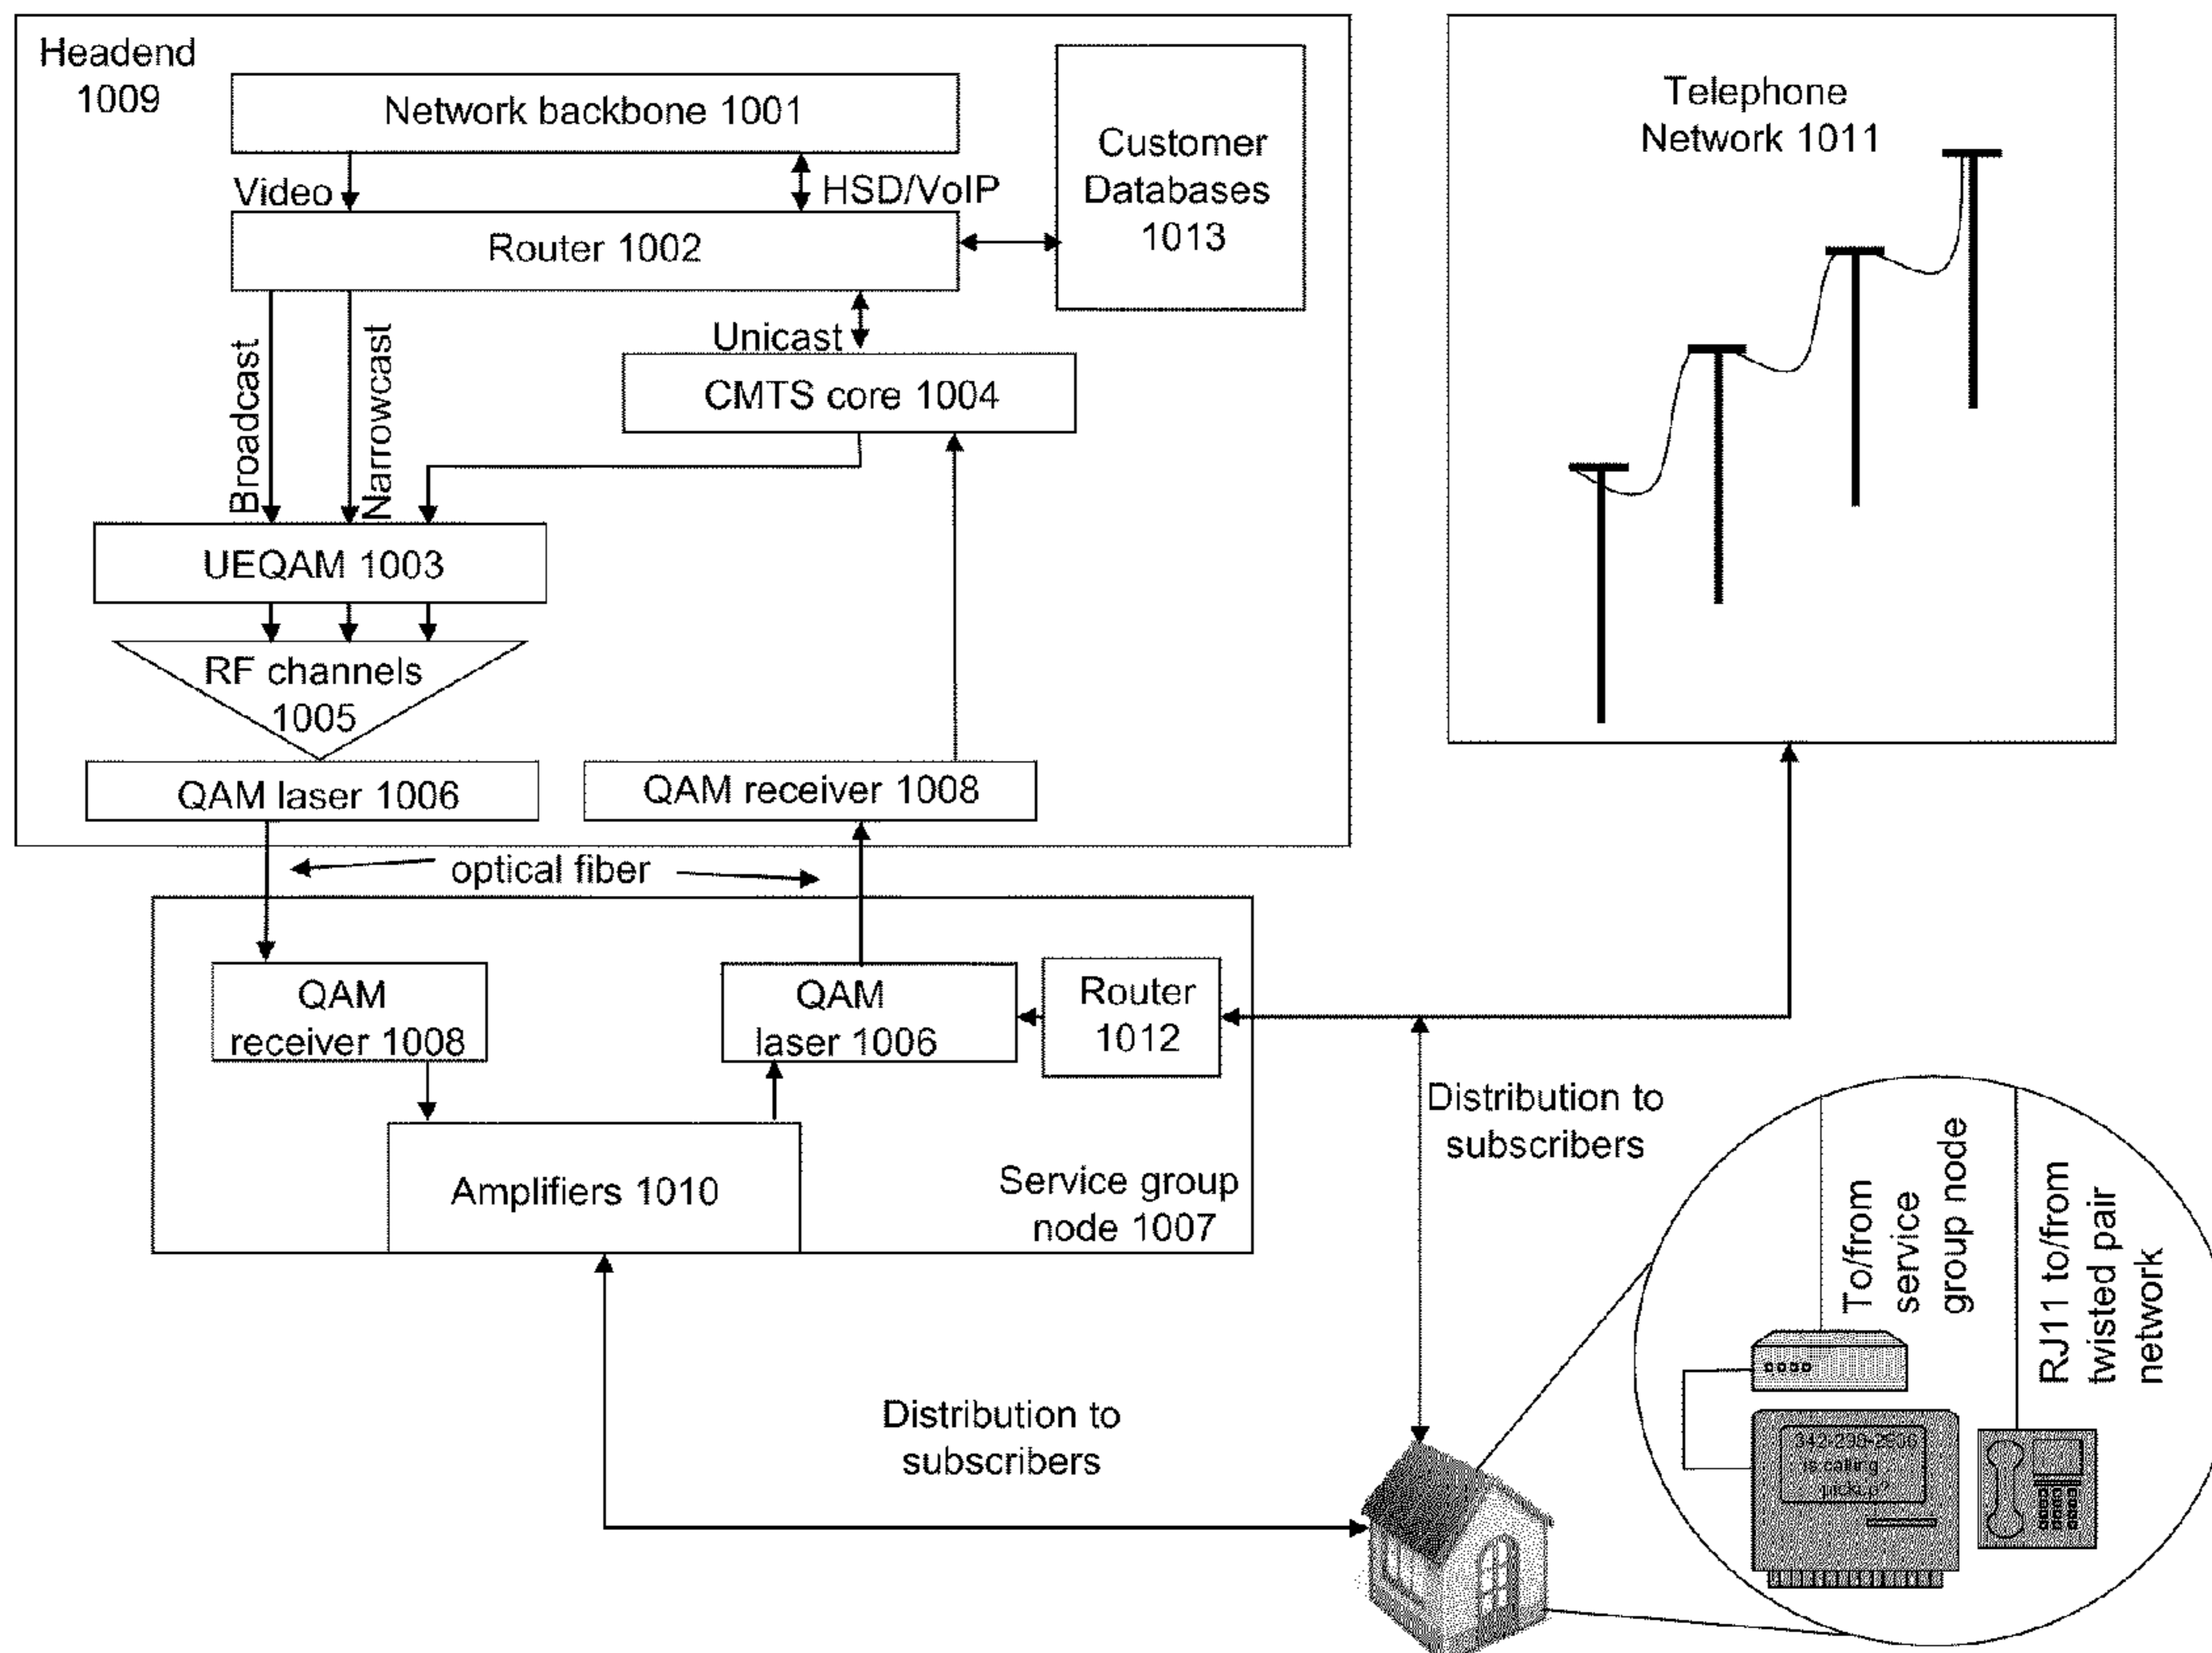 Headend
1009
Network backbone 1001
Customer
Databases
1013
Video
HSD/VoIP
Router 1002
Broadcast
Narrowcast
Unicast
CMTS core 1004
UEQAM 1003
RF channels
1005
QAM laser 1006
QAM receiver 1008
Telephone
Network 1011
optical fiber
QAM
receiver 1008
QAM
laser 1006
Router
1012
Amplifiers 1010
Service group
node 1007
Distribution to
subscribers
Distribution to
subscribers
To/from
service
group node
RJ11 to/from
twisted pair
network
is calling
pickup?